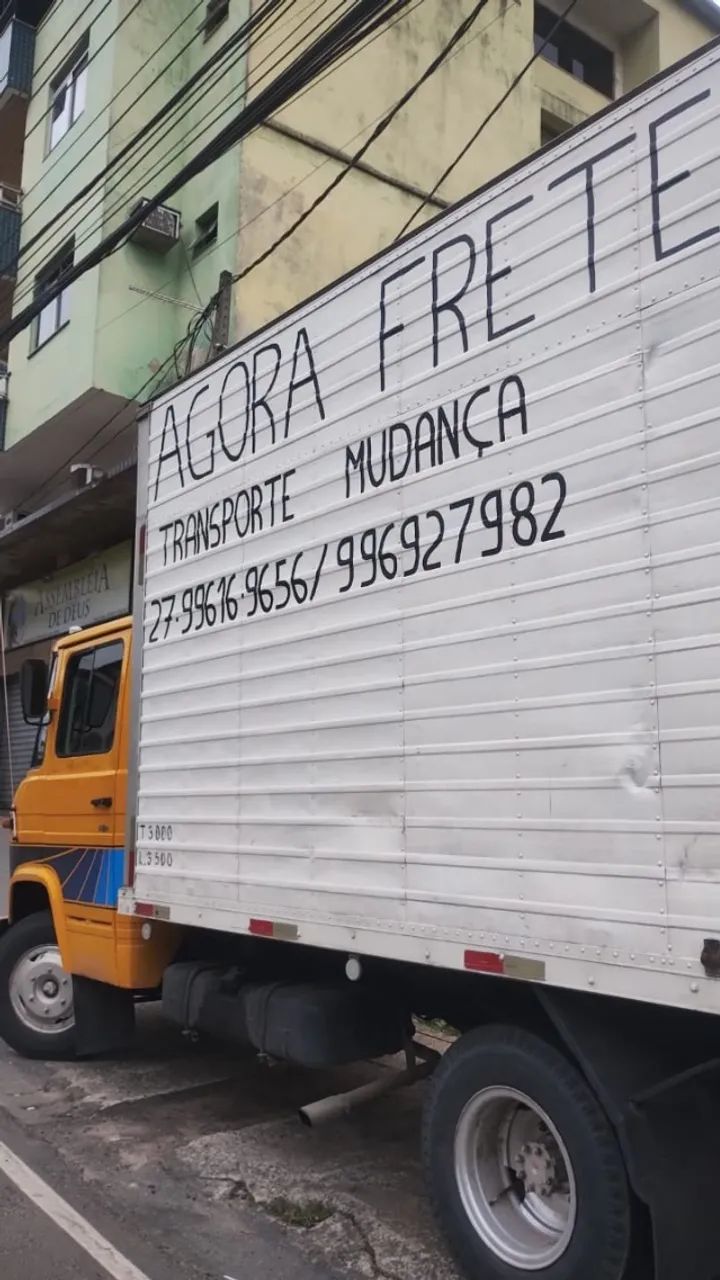 AGORA FRETE
TRANSPORTE MUDANÇA
27.99616.9656/996927982
ASSEMBLEIA
DE DEUS
T 3000
L.3500